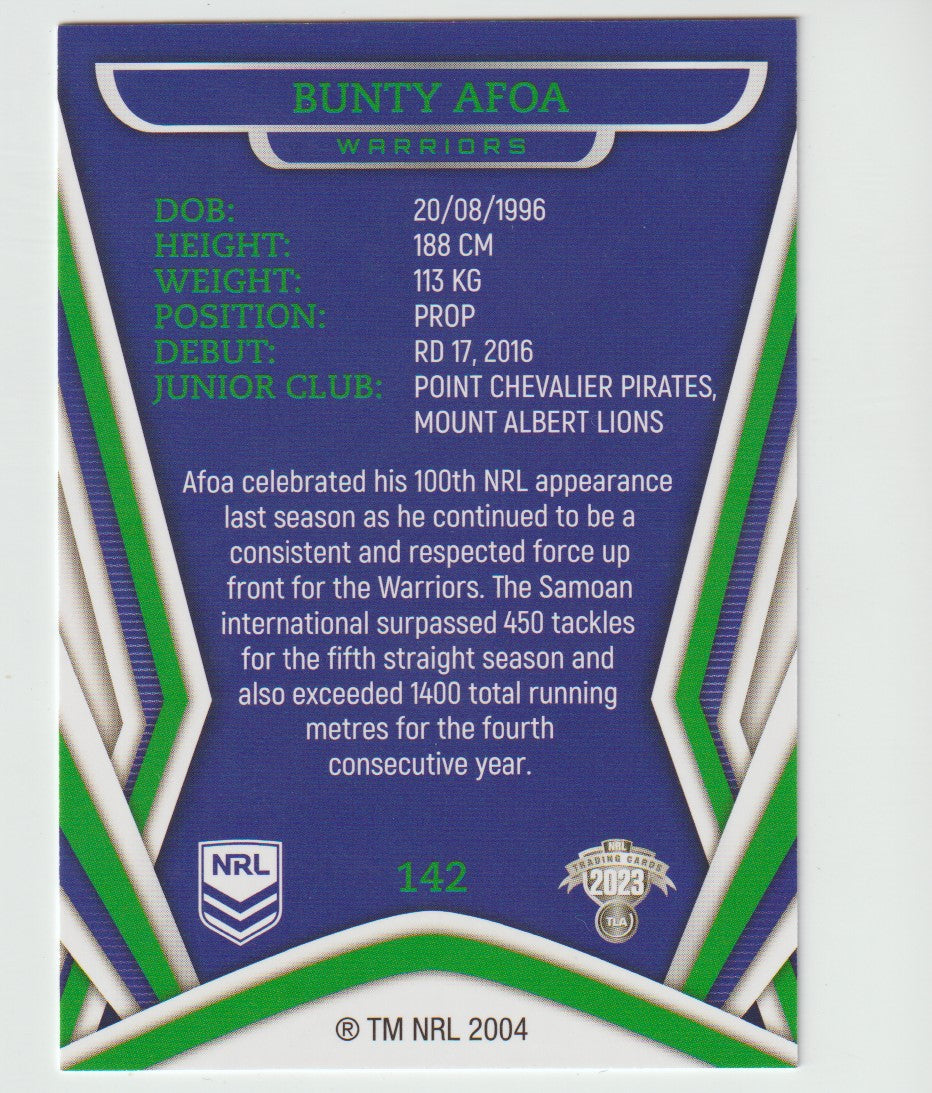 BUNTY AFOA
WARRIORS
DOB: 20/08/1996
HEIGHT: 188 CM
WEIGHT: 113 KG
POSITION: PROP
DEBUT: RD 17, 2016
JUNIOR CLUB: POINT CHEVALIER PIRATES,
MOUNT ALBERT LIONS
Afoa celebrated his 100th NRL appearance
last season as he continued to be a
consistent and respected force up
front for the Warriors. The Samoan
international surpassed 450 tackles
for the fifth straight season and
also exceeded 1400 total running
metres for the fourth
consecutive year.
NRL
142
NRL
TRADING CARDS
2023
TLA
® TM NRL 2004